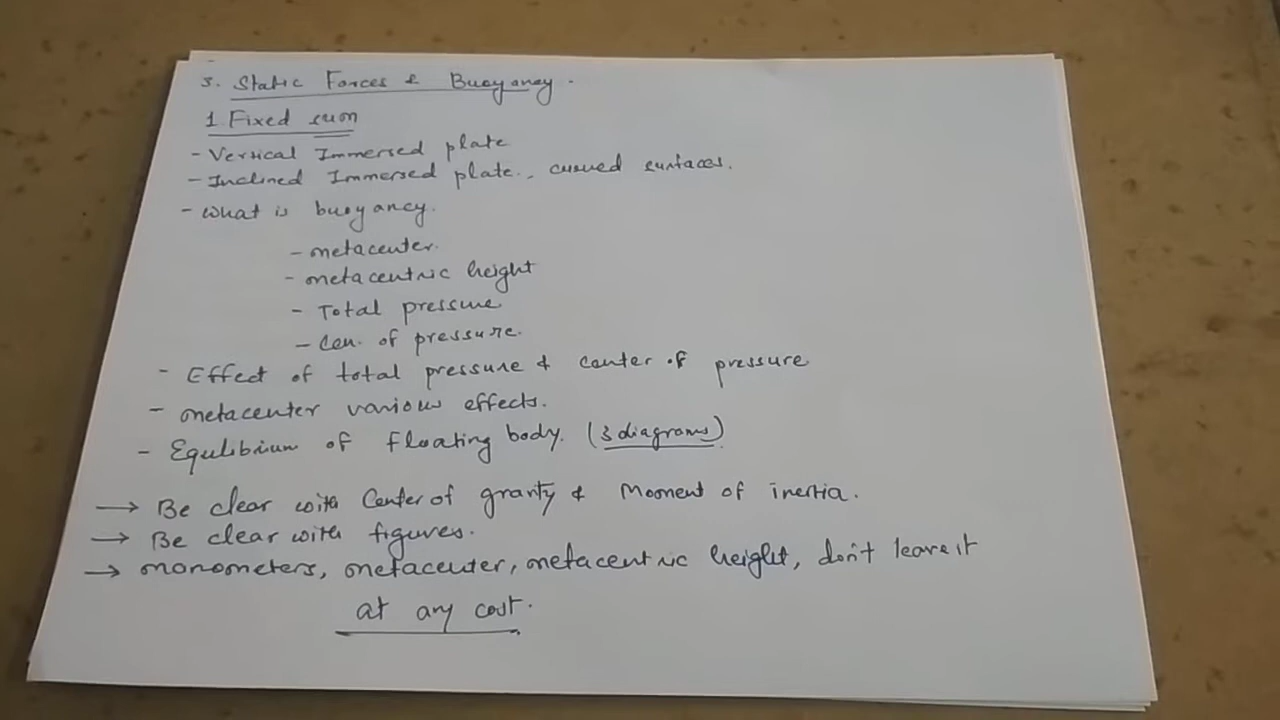 3. Static Forces & Buoyancy.
1 Fixed sum
- Vertical Immersed plate
- Inclined Immersed plate., curved surfaces.
- what is buoyancy.
- metacenter.
- metacentric height
- Total pressure
- Cen. of pressure.
- Effect of total pressure & center of pressure
- metacenter various effects.
- Equlibrium of floating body. (3 diagrams)
→ Be clear with Center of gravity & Moment of inertia.
→ Be clear with figures.
→ monometers, metacenter, metacentric height, don't leave it
at any cost.